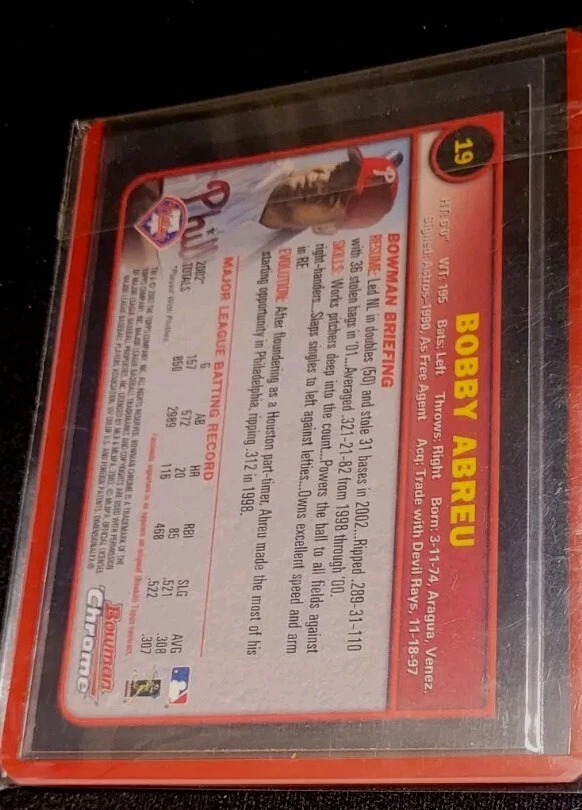 19
BOBBY ABREU
HT: 6'0" WT: 195 Bats: Left Throws: Right Born: 3-11-74, Aragua, Venez.
Signed: Astros-1990, As Free Agent Acq: Trade with Devil Rays, 11-18-97
BOWMAN BRIEFING
RESUME: Led NL in doubles (50) and stole 31 bases in 2002...Ripped .289-31-110
with 36 stolen bags in '01...Averaged .321-21-82 from 1998 through '00.
SKILLS: Works pitchers deep into the count...Powers the ball to all fields against
right-handers...Slaps singles to left against lefties...Owns excellent speed and arm
in RF.
EVOLUTION: After floundering as a Houston part-timer, Abreu made the most of his
starting opportunity in Philadelphia, ripping .312 in 1998.
MAJOR LEAGUE BATTING RECORD
G AB HR RBI SLG AVG
2002* 157 572 20 85 .521 .308
TOTALS 850 2989 116 468 .522 .307
*Played With Phillies
P
Phil
Phillies
Bowman
Chrome